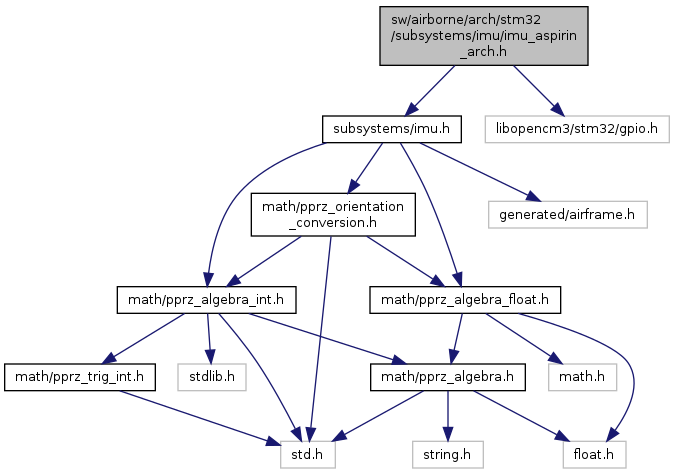 sw/airborne/arch/stm32
/subsystems/imu/imu_aspirin
_arch.h
subsystems/imu.h
libopencm3/stm32/gpio.h
math/pprz_orientation
_conversion.h
generated/airframe.h
math/pprz_algebra_int.h
math/pprz_algebra_float.h
math/pprz_trig_int.h
stdlib.h
math/pprz_algebra.h
math.h
std.h
string.h
float.h